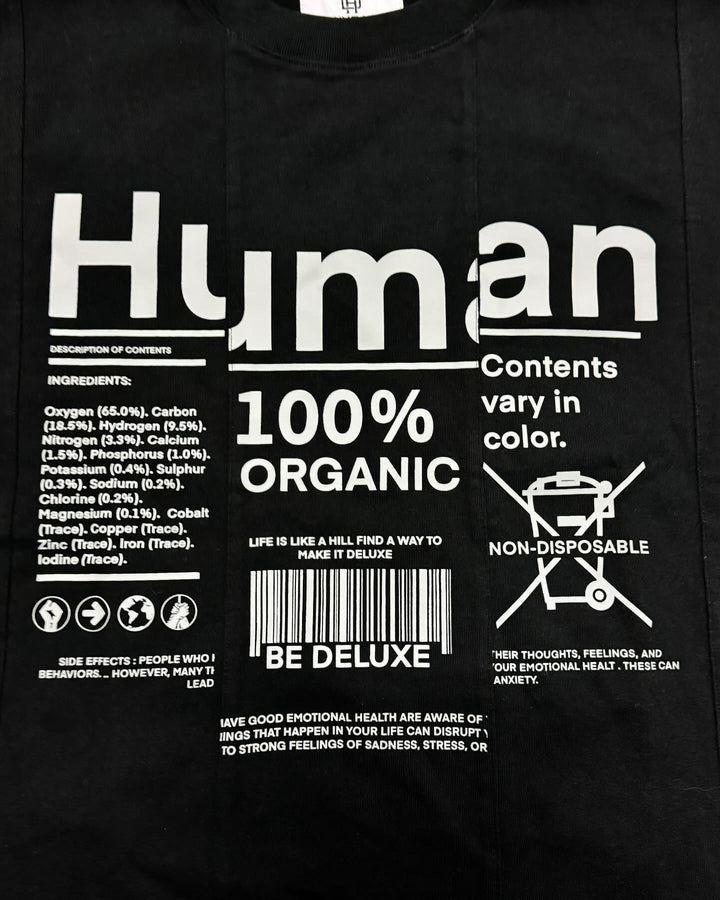 Human
DESCRIPTION OF CONTENTS
INGREDIENTS:
Oxygen (65.0%). Carbon
(18.5%). Hydrogen (9.5%).
Nitrogen (3.3%). Calcium
(1.5%). Phosphorus (1.0%).
Potassium (0.4%). Sulphur
(0.3%). Sodium (0.2%).
Chlorine (0.2%).
Magnesium (0.1%). Cobalt
(Trace). Copper (Trace).
Zinc (Trace). Iron (Trace).
Iodine (Trace).
SIDE EFFECTS : PEOPLE WHO
BEHAVIORS... HOWEVER, MANY
LEAD
100%
ORGANIC
LIFE IS LIKE A HILL FIND A WAY TO
MAKE IT DELUXE
BE DELUXE
HAVE GOOD EMOTIONAL HEALTH ARE AWARE OF
INGS THAT HAPPEN IN YOUR LIFE CAN DISRUPT
TO STRONG FEELINGS OF SADNESS, STRESS, OR
Contents
vary in
color.
NON-DISPOSABLE
HEIR THOUGHTS, FEELINGS, AND
OUR EMOTIONAL HEALT . THESE CAN
ANXIETY.